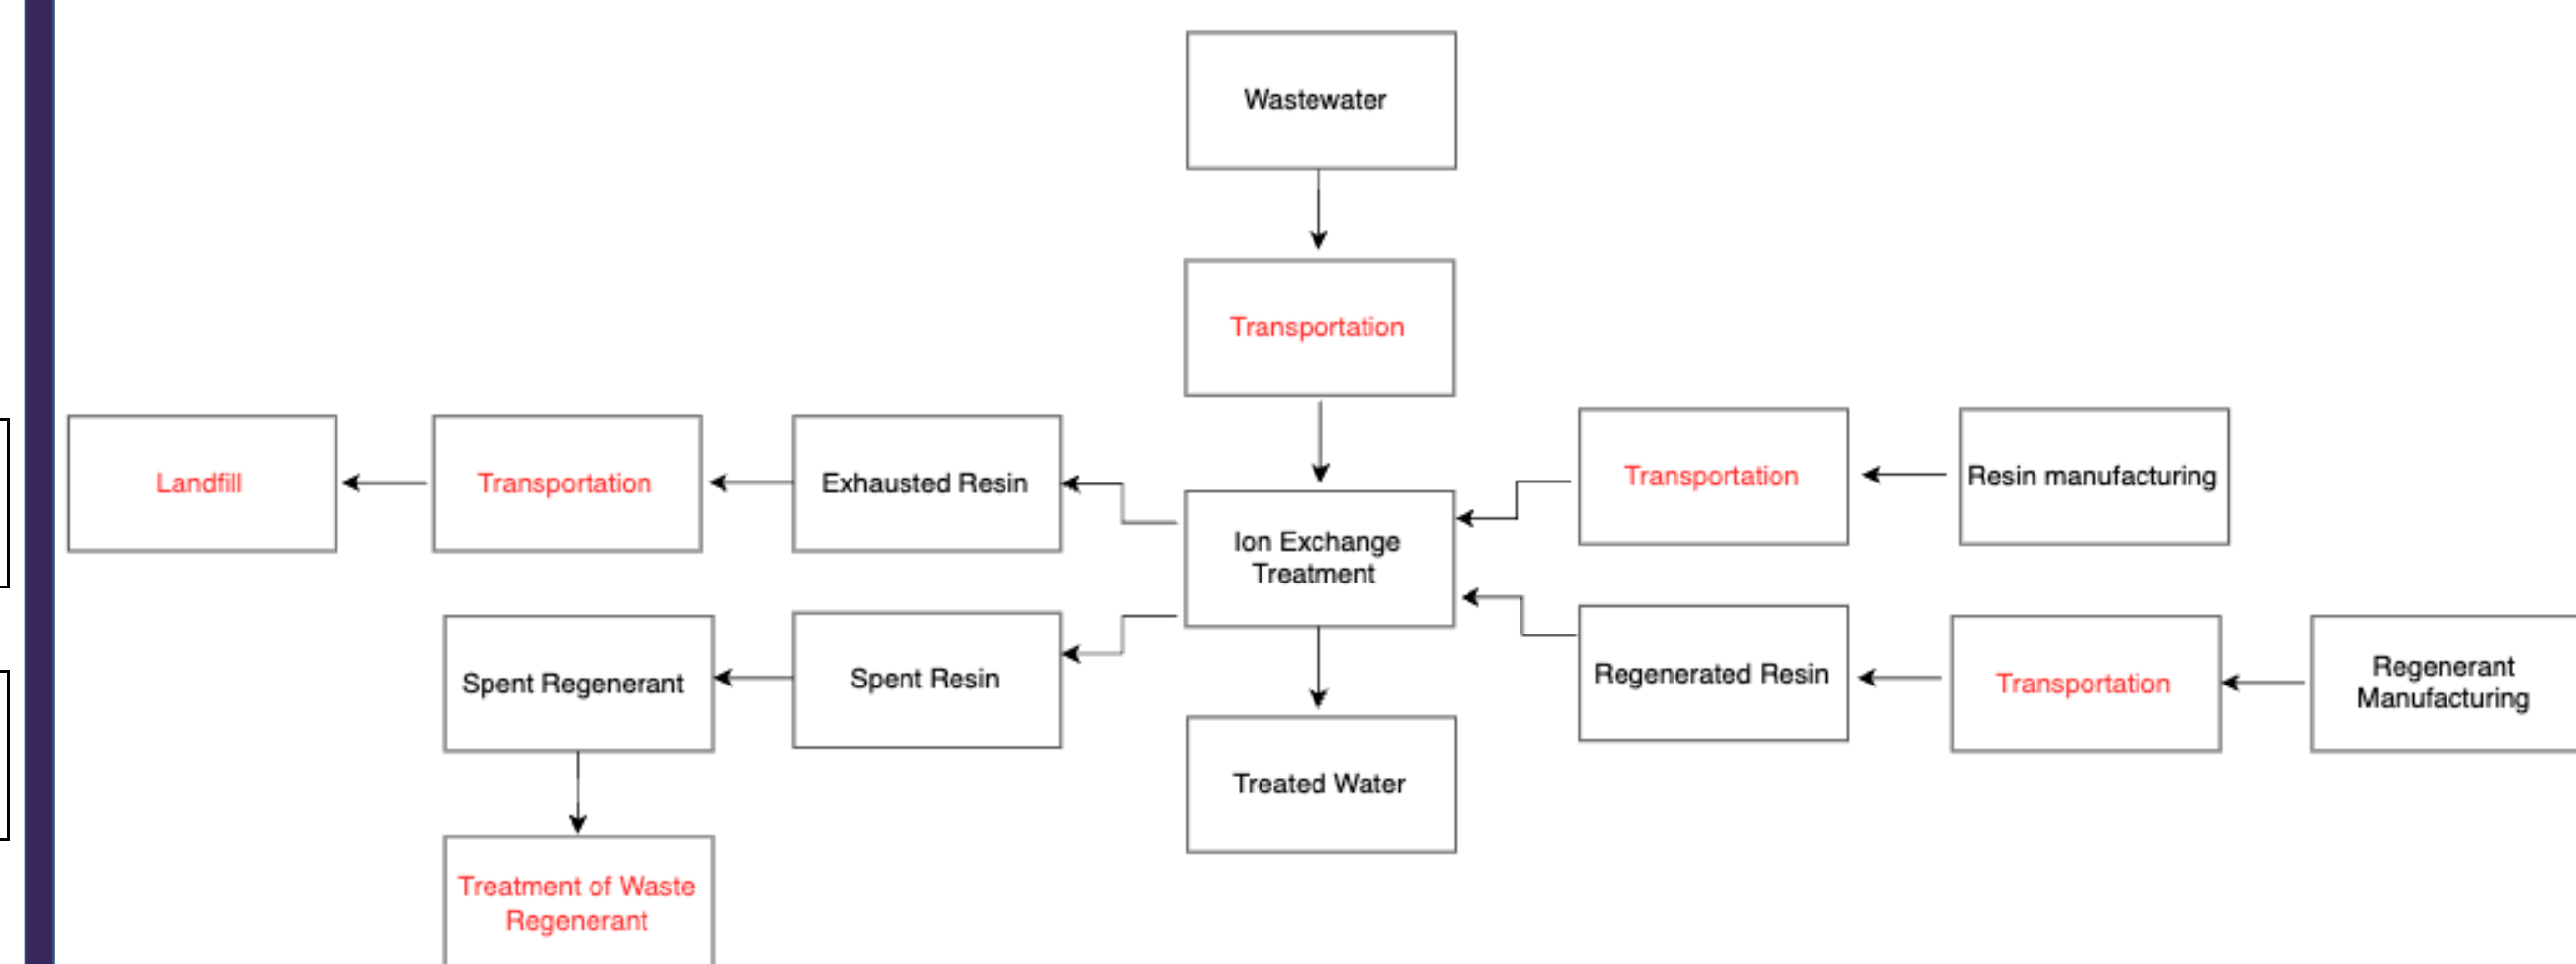 Wastewater
Transportation
Landfill
Transportation
Exhausted Resin
Ion Exchange
Treatment
Transportation
Resin manufacturing
Spent Regenerant
Spent Resin
Regenerated Resin
Transportation
Regenerant
Manufacturing
Treated Water
Treatment of Waste
Regenerant